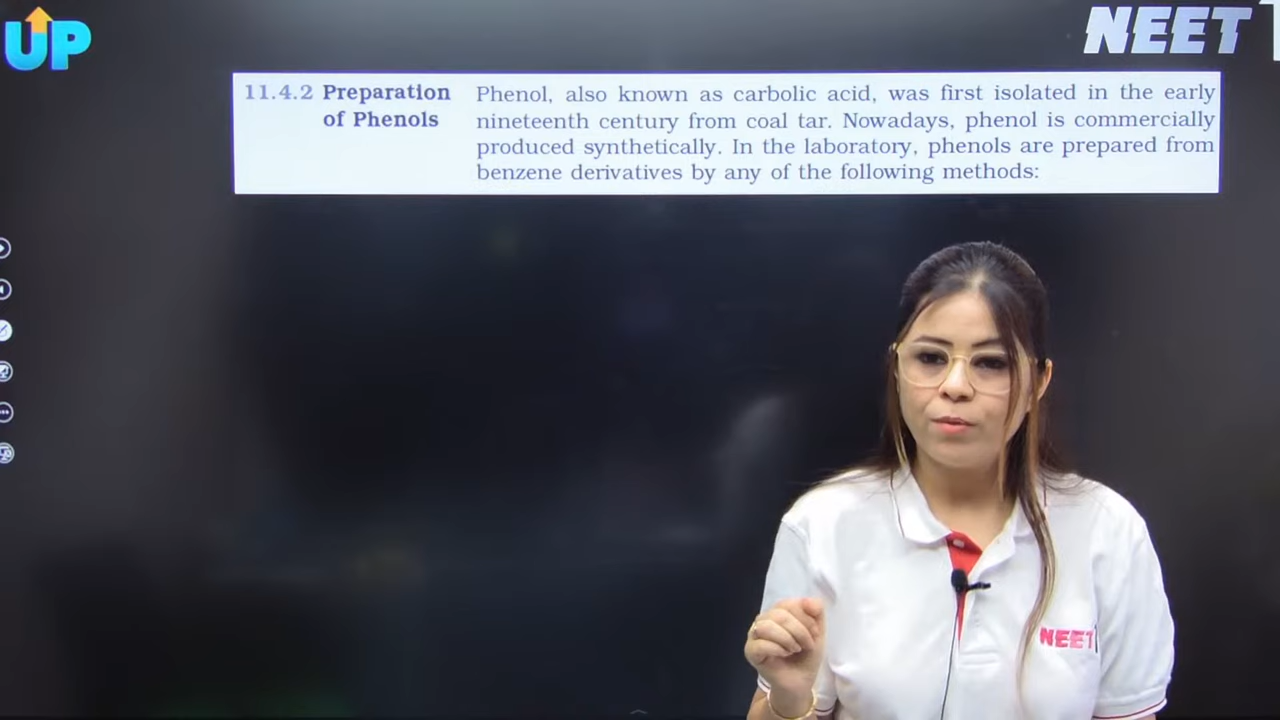 UP
NEET
11.4.2 Preparation of Phenols
Phenol, also known as carbolic acid, was first isolated in the early
nineteenth century from coal tar. Nowadays, phenol is commercially
produced synthetically. In the laboratory, phenols are prepared from
benzene derivatives by any of the following methods:
NEET